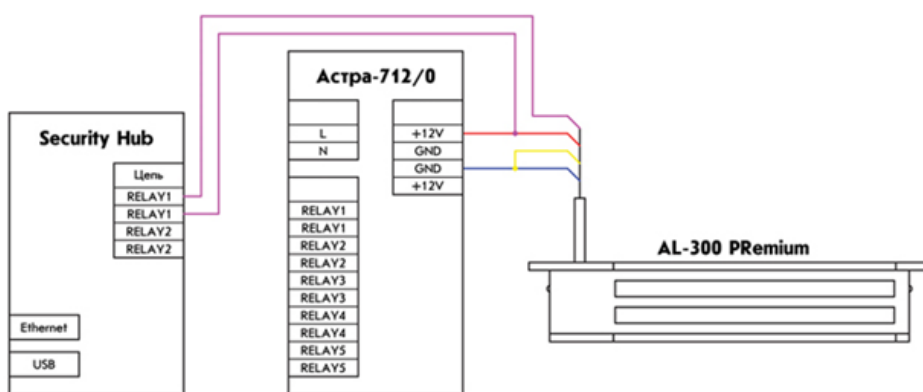 Security Hub
Цепь
RELAY1
RELAY1
RELAY2
RELAY2
Ethernet
USB
Астра-712/0
L
N
+12V
GND
GND
+12V
RELAY1
RELAY1
RELAY2
RELAY2
RELAY3
RELAY3
RELAY4
RELAY4
RELAY5
RELAY5
AL-300 PRemium